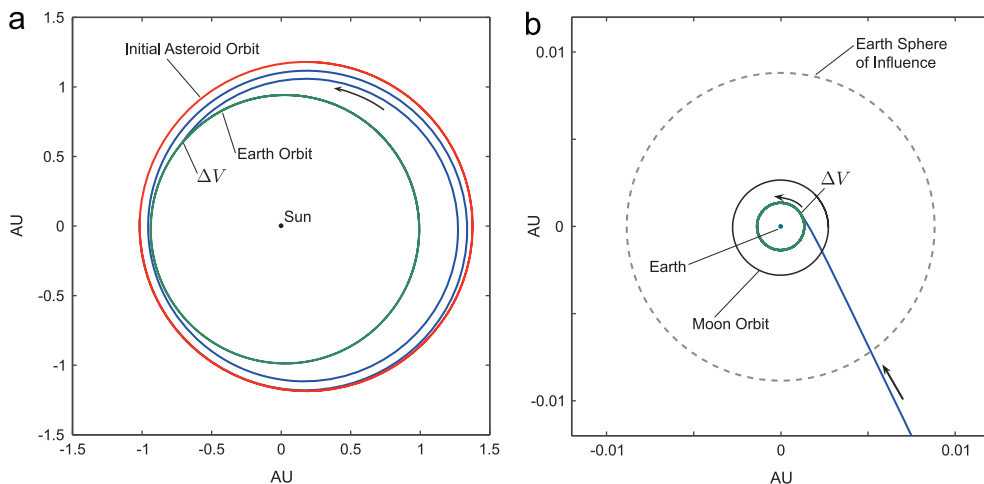 a
1.5
1
0.5
0
-0.5
-1
-1.5
AU
-1.5
-1
-0.5
0
0.5
1
1.5
AU
Initial Asteroid Orbit
Earth Orbit
ΔV
Sun
b
0.01
0
-0.01
AU
-0.01
0
0.01
AU
Earth Sphere
of Influence
ΔV
Earth
Moon Orbit